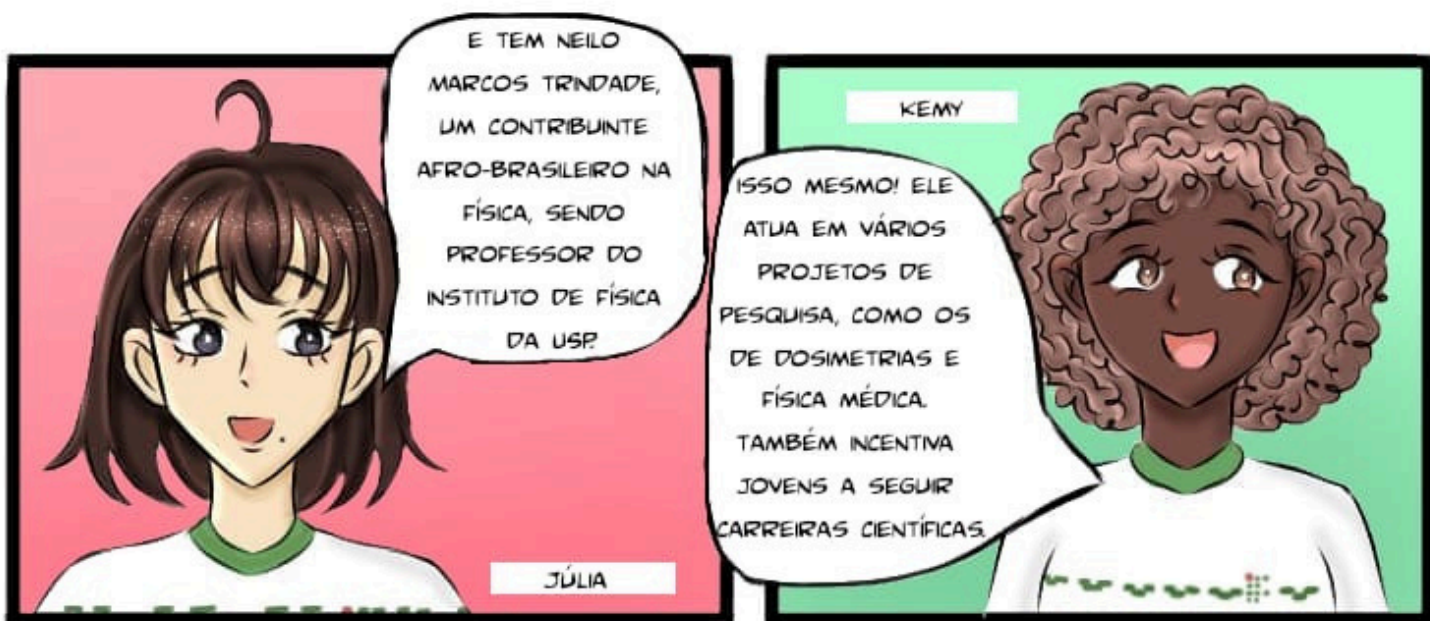 E TEM NEILO
MARCOS TRINDADE,
UM CONTRIBUINTE
AFRO-BRASILEIRO NA
FÍSICA, SENDO
PROFESSOR DO
INSTITUTO DE FÍSICA
DA USP.
JÚLIA
KEMY
ISSO MESMO! ELE
ATUA EM VÁRIOS
PROJETOS DE
PESQUISA, COMO OS
DE DOSIMETRIAS E
FÍSICA MÉDICA.
TAMBÉM INCENTIVA
JOVENS A SEGUIR
CARREIRAS CIENTÍFICAS.